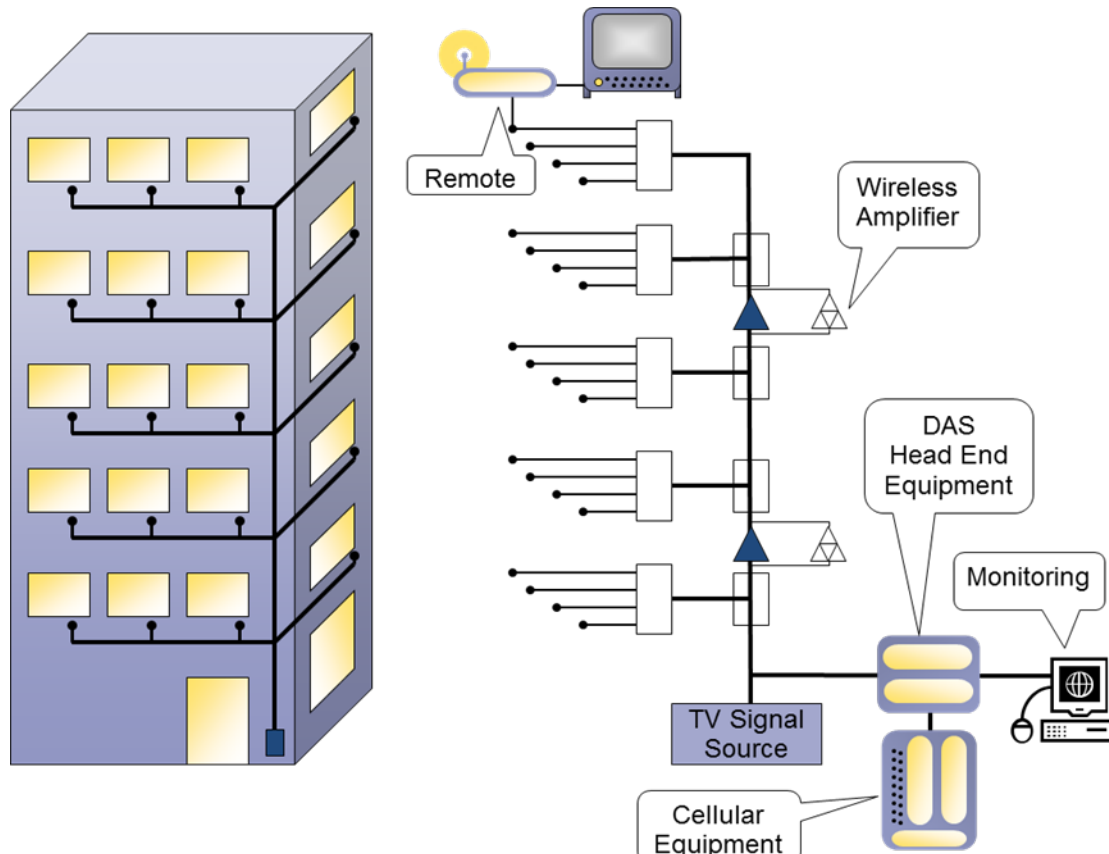 Remote
Wireless
Amplifier
DAS
Head End
Equipment
Monitoring
TV Signal
Source
Cellular
Equipment